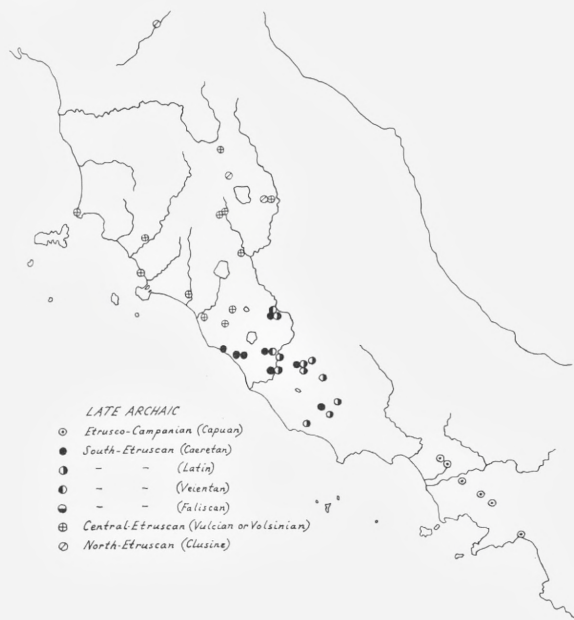 LATE ARCHAIC
Etrusco-Campanian (Capuan)
South-Etruscan (Caeretan)
– – (Latin)
– – (Veientan)
– – (Faliscan)
Central-Etruscan (Vulcian or Volsinian)
North-Etruscan (Clusine)